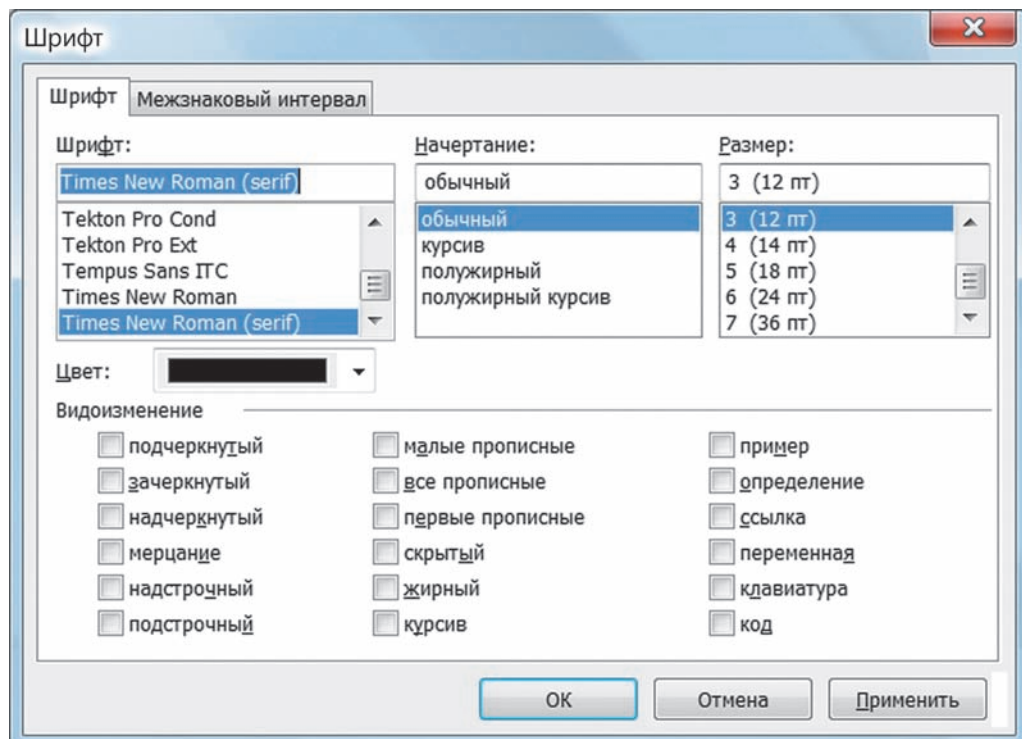 Шрифт
Шрифт Межзнаковый интервал
Шрифт: Начертание: Размер:
Times New Roman (serif) обычный 3 (12 пт)
Tekton Pro Cond обычный 3 (12 пт)
Tekton Pro Ext курсив 4 (14 пт)
Tempus Sans ITC полужирный 5 (18 пт)
Times New Roman полужирный курсив 6 (24 пт)
Times New Roman (serif) 7 (36 пт)
Цвет:
Видоизменение
подчеркнутый малые прописные пример
зачеркнутый все прописные определение
надчеркнутый первые прописные ссылка
мерцание скрытый переменная
надстрочный жирный клавиатура
подстрочный курсив код
ОК Отмена Применить